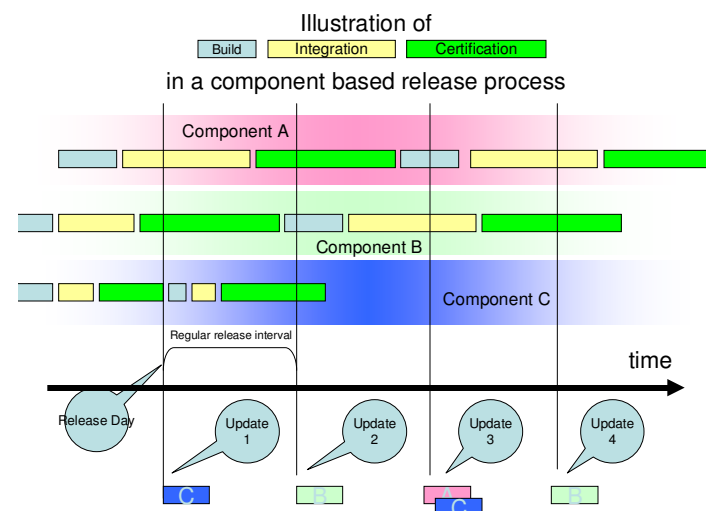 Illustration of
Build
Integration
Certification
in a component based release process
Component A
Component B
Component C
Regular release interval
time
Release Day
Update
1
Update
2
Update
3
Update
4
C
B
A
C
B